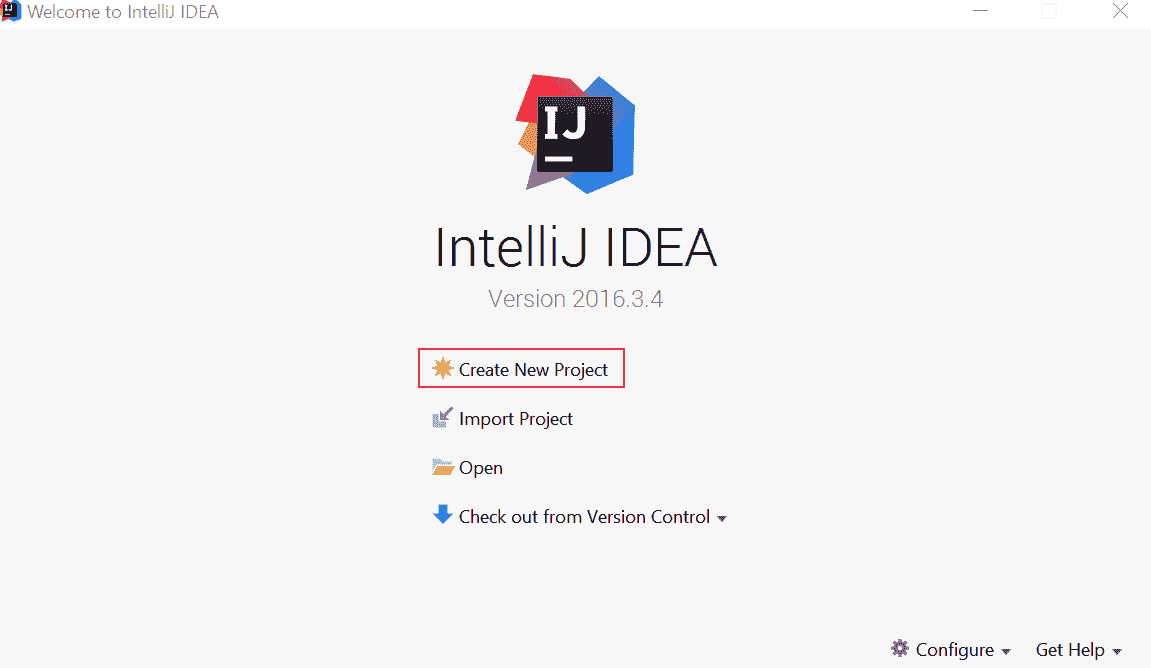 Welcome to IntelliJ IDEA
IJ
IntelliJ IDEA
Version 2016.3.4
Create New Project
Import Project
Open
Check out from Version Control
Configure Get Help